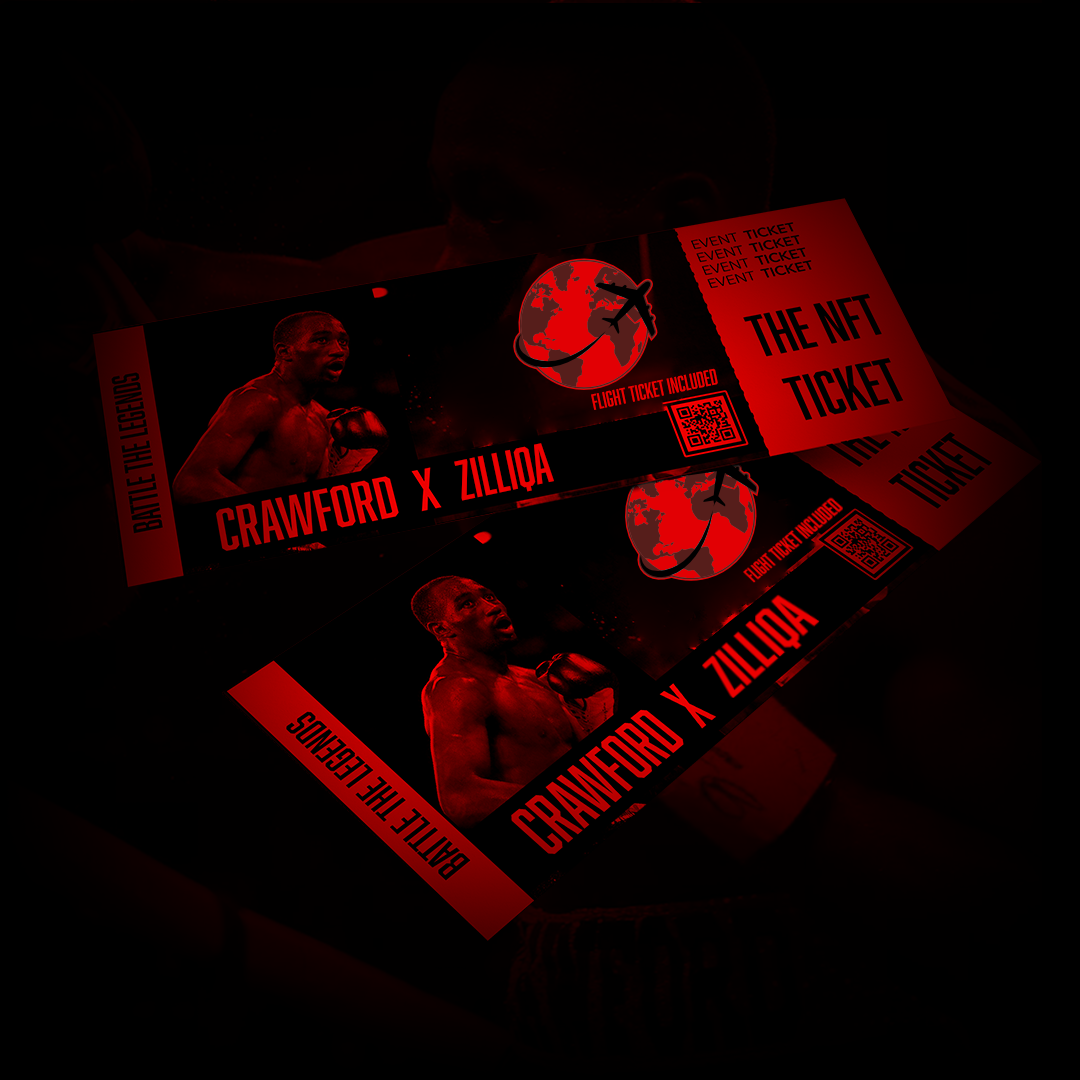 BATTLE THE LEGENDS
EVENT TICKET
EVENT TICKET
EVENT TICKET
EVENT TICKET
THE NFT
TICKET
FLIGHT TICKET INCLUDED
CRAWFORD X ZILLIQA
BATTLE THE LEGENDS
THE
TICKET
FLIGHT TICKET INCLUDED
CRAWFORD X ZILLIQA